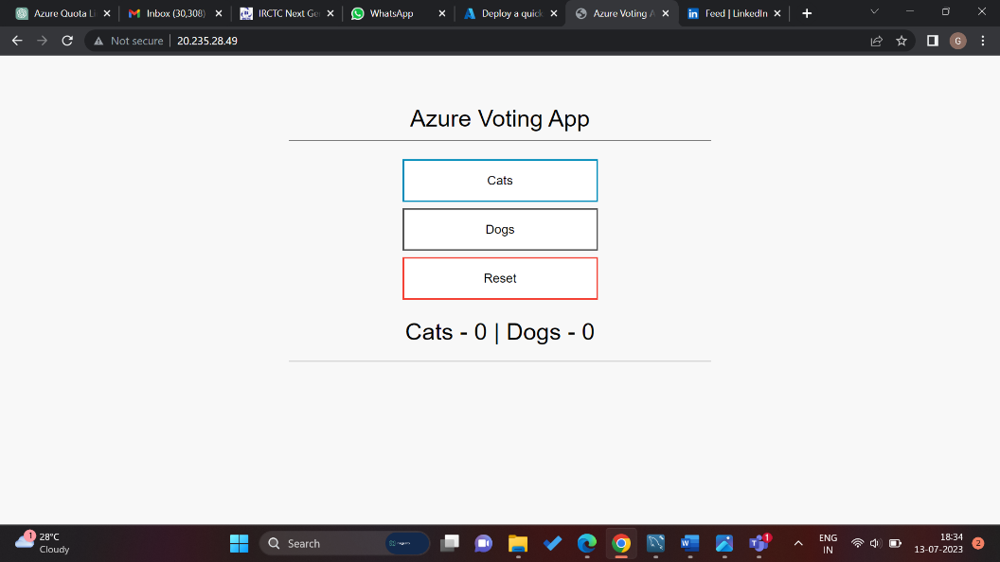 Azure Quota Li
Inbox (30,308)
IRCTC Next Ge
WhatsApp
Deploy a quick
Azure Voting A
Feed | LinkedIn
Not secure
20.235.28.49
G
Azure Voting App
Cats
Dogs
Reset
Cats - 0 | Dogs - 0
1
28°C
Cloudy
Search
1
ENG
IN
18:34
13-07-2023
2